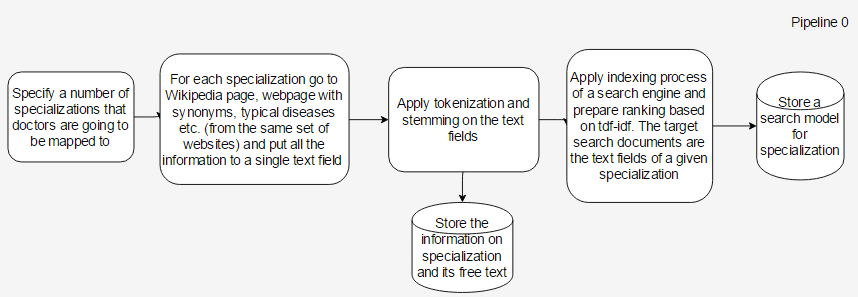 Pipeline 0
Specify a number of
specializations that
doctors are going to
be mapped to
For each specialization go to
Wikipedia page, webpage with
synonyms, typical diseases
etc. (from the same set of
websites) and put all the
information to a single text field
Apply tokenization and
stemming on the text
fields
Apply indexing process
of a search engine and
prepare ranking based
on tdf-idf. The target
search documents are
the text fields of a given
specialization
Store a
search model
for
specialization
Store the
information on
specialization
and its free text